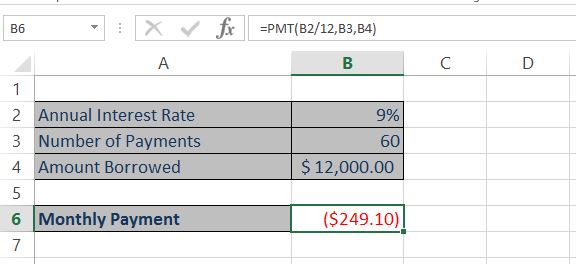 B6 fx =PMT(B2/12,B3,B4)
A B C D
1
2 Annual Interest Rate 9%
3 Number of Payments 60
4 Amount Borrowed $ 12,000.00
5
6 Monthly Payment ($249.10)
7